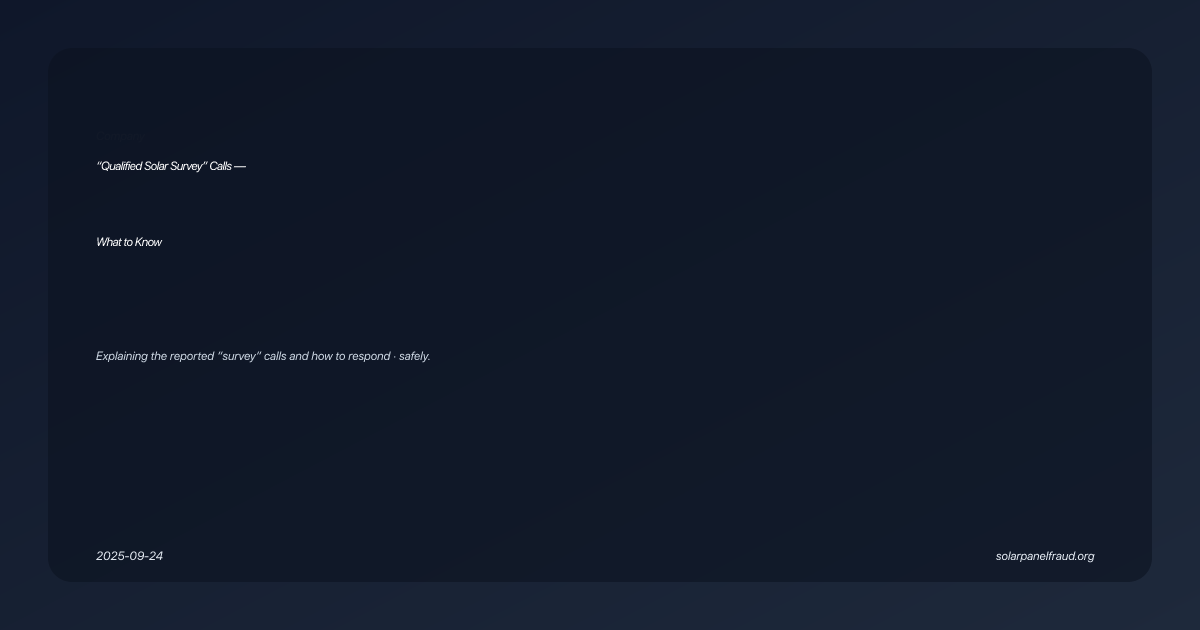 “Qualified Solar Survey” Calls —
What to Know
Explaining the reported “survey” calls and how to respond · safely.
2025-09-24
solarpanelfraud.org